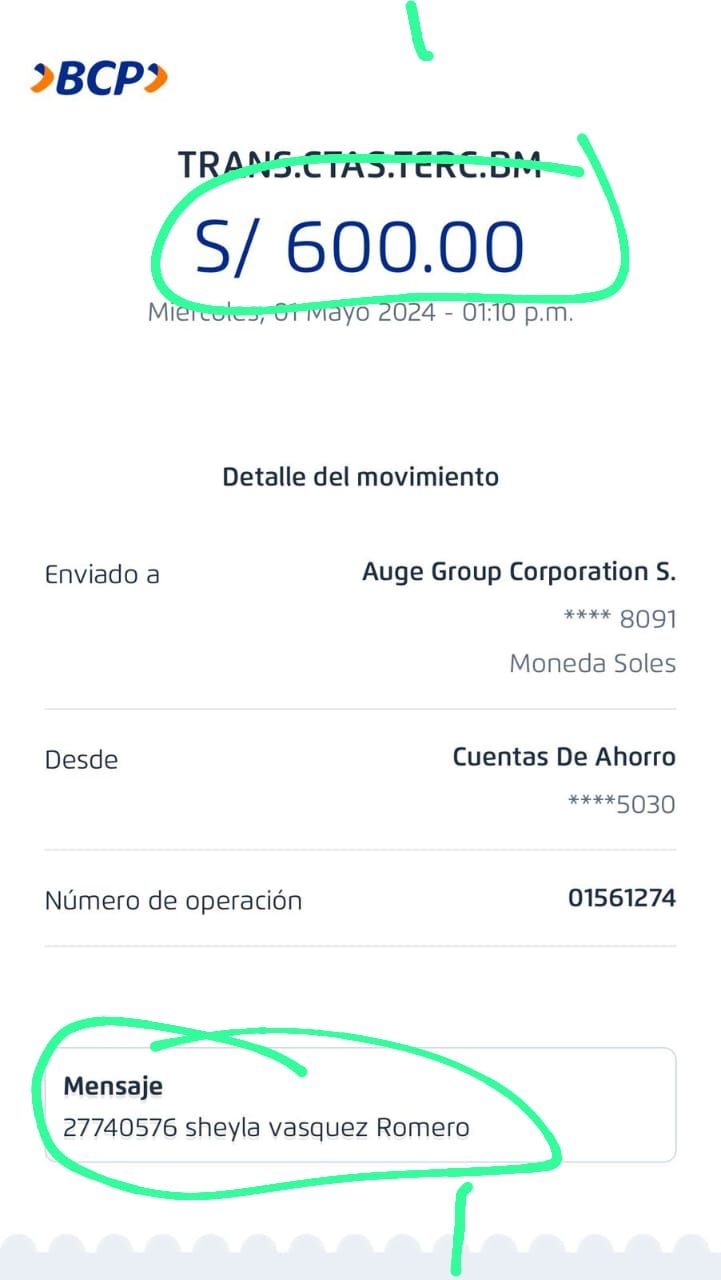 BCP
TRANS.CTAS.TERC.BM
S/ 600.00
Miércoles, 01 Mayo 2024 - 01:10 p.m.
Detalle del movimiento
Enviado a
Auge Group Corporation S.
**** 8091
Moneda Soles
Desde
Cuentas De Ahorro
****5030
Número de operación
01561274
Mensaje
27740576 sheyla vasquez Romero